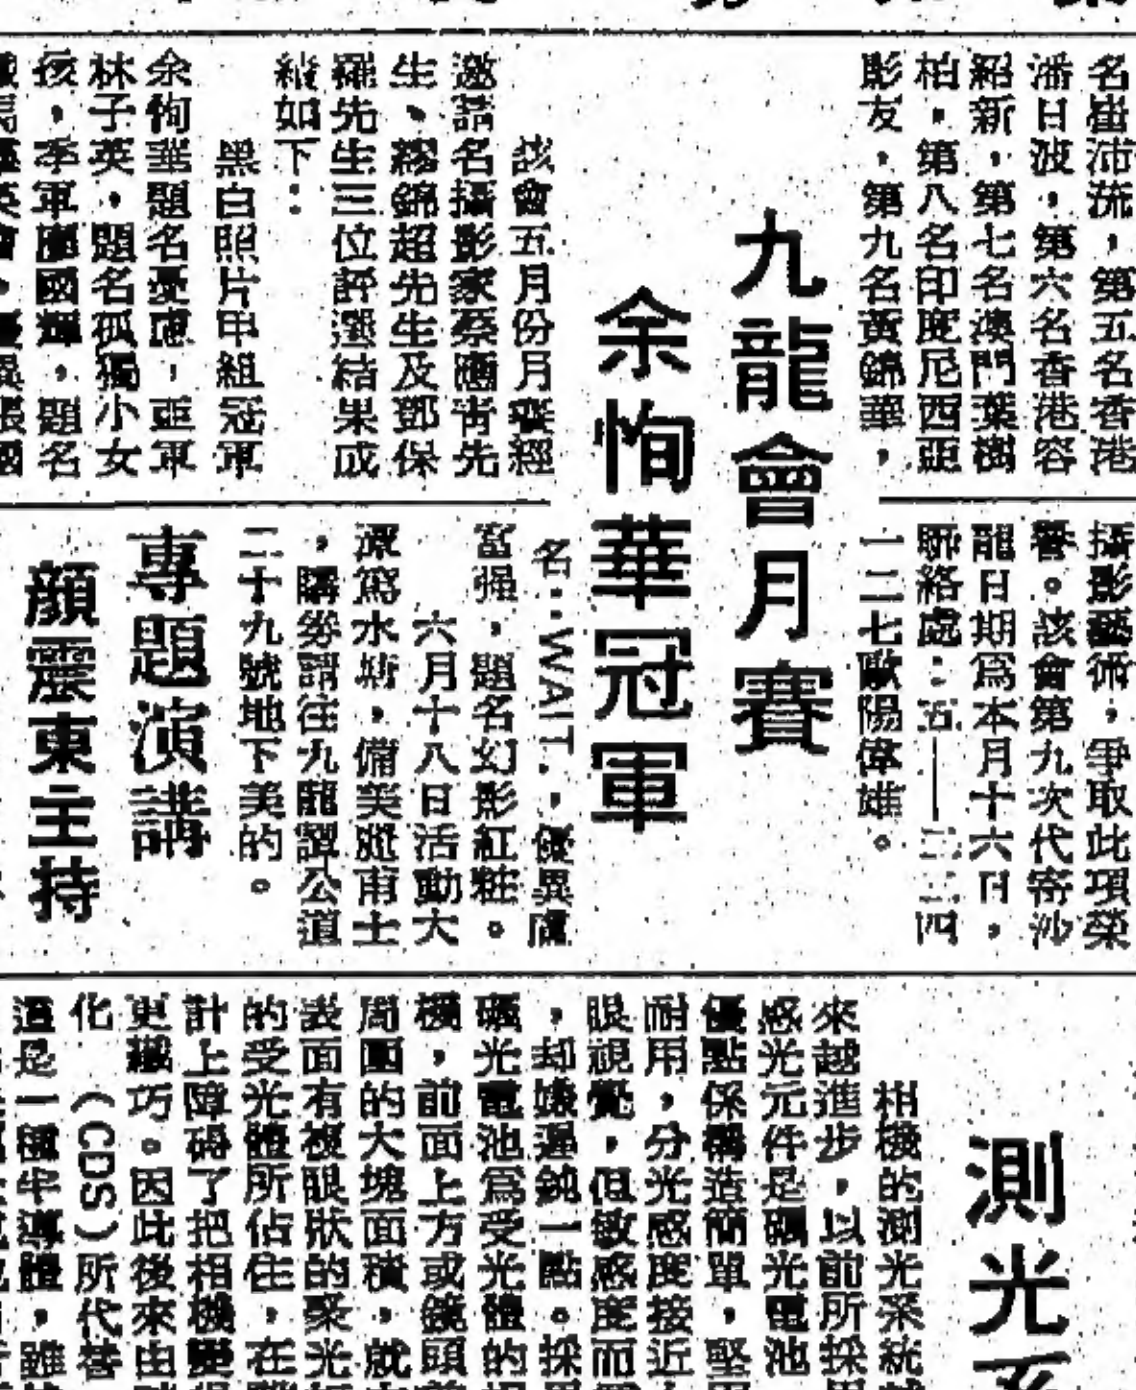 名崔沛流，第五名香港
潘日波，第六名香港容
紹新，第七名澳門葉樹
柏，第八名印度尼西亞
影友，第九名黃錦華，
攝影藝術，爭取此項榮
譽。該會第九次代寄沙
龍日期爲本月十六日，
聯絡處：五——三三四
一二七歐陽偉雄。
九龍會月賽
余恂華冠軍
該會五月份月賽經
邀請名攝影家蔡 靑先
生、繆錦超先生及鄧保
羅先生三位評選結果成
績如下：
黑白照片甲組冠軍
余恂華題名憂慮，亞軍
林子英，題名孤獨小女
孩，季軍 國輝，題名
名：WAIT.，優異
富强，題名幻影紅粧。
六月十八日活動大
潭篤水塘，備美 甫士
，購券請往九龍譚公道
二十九號地下美的。
專題演講
顏震東主持
測光
相機的測光系統
來越進步，以前所採
感光元件是硒光電池
優點係構造簡單，堅
耐用，分光感度接近
眼視覺，但敏感度而
，却嫌遲鈍一點。採
硒光電池爲受光體的
機，前面上方或鏡頭
周圍的大塊面積，就
表面有複眼狀的聚光
的受光體所佔住，在
計上障碍了把相機變
更纖巧。因此後來由
化 （CDS）所代替
這是一種半導體，雖